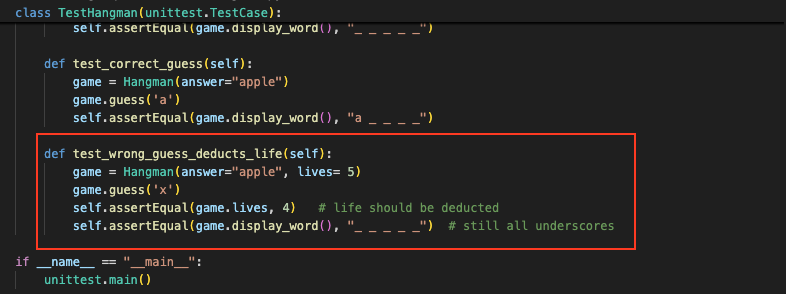 class TestHangman(unittest.TestCase):
self.assertEqual(game.display_word(), "_ _ _ _ _")
def test_correct_guess(self):
game = Hangman(answer="apple")
game.guess('a')
self.assertEqual(game.display_word(), "a _ _ _ _")
def test_wrong_guess_deducts_life(self):
game = Hangman(answer="apple", lives= 5)
game.guess('x')
self.assertEqual(game.lives, 4)   # life should be deducted
self.assertEqual(game.display_word(), "_ _ _ _ _")  # still all underscores
if __name__ == "__main__":
unittest.main()